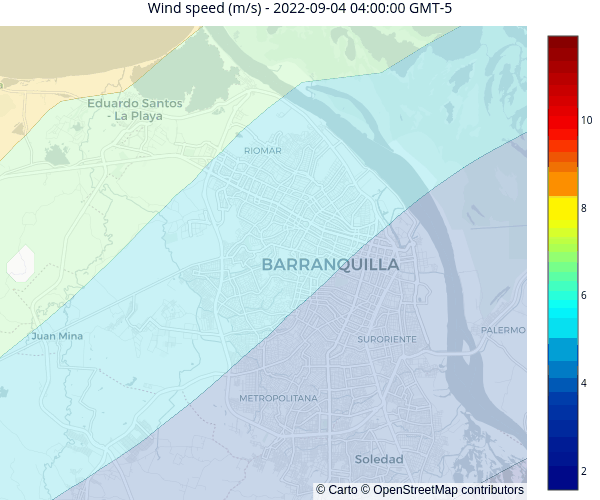 Wind speed (m/s) - 2022-09-04 04:00:00 GMT-5
Eduardo Santos
- La Playa
RIOMAR
BARRANQUILLA
Juan Mina
SURORIENTE
PALERMO
METROPOLITANA
Soledad
© Carto © OpenStreetMap contributors
10
8
6
4
2